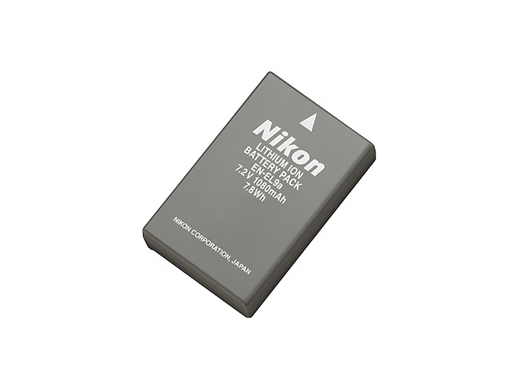 Nikon
LITHIUM ION
BATTERY PACK
EN-EL9a
7.2V 1080mAh
7.8Wh
NIKON CORPORATION, JAPAN